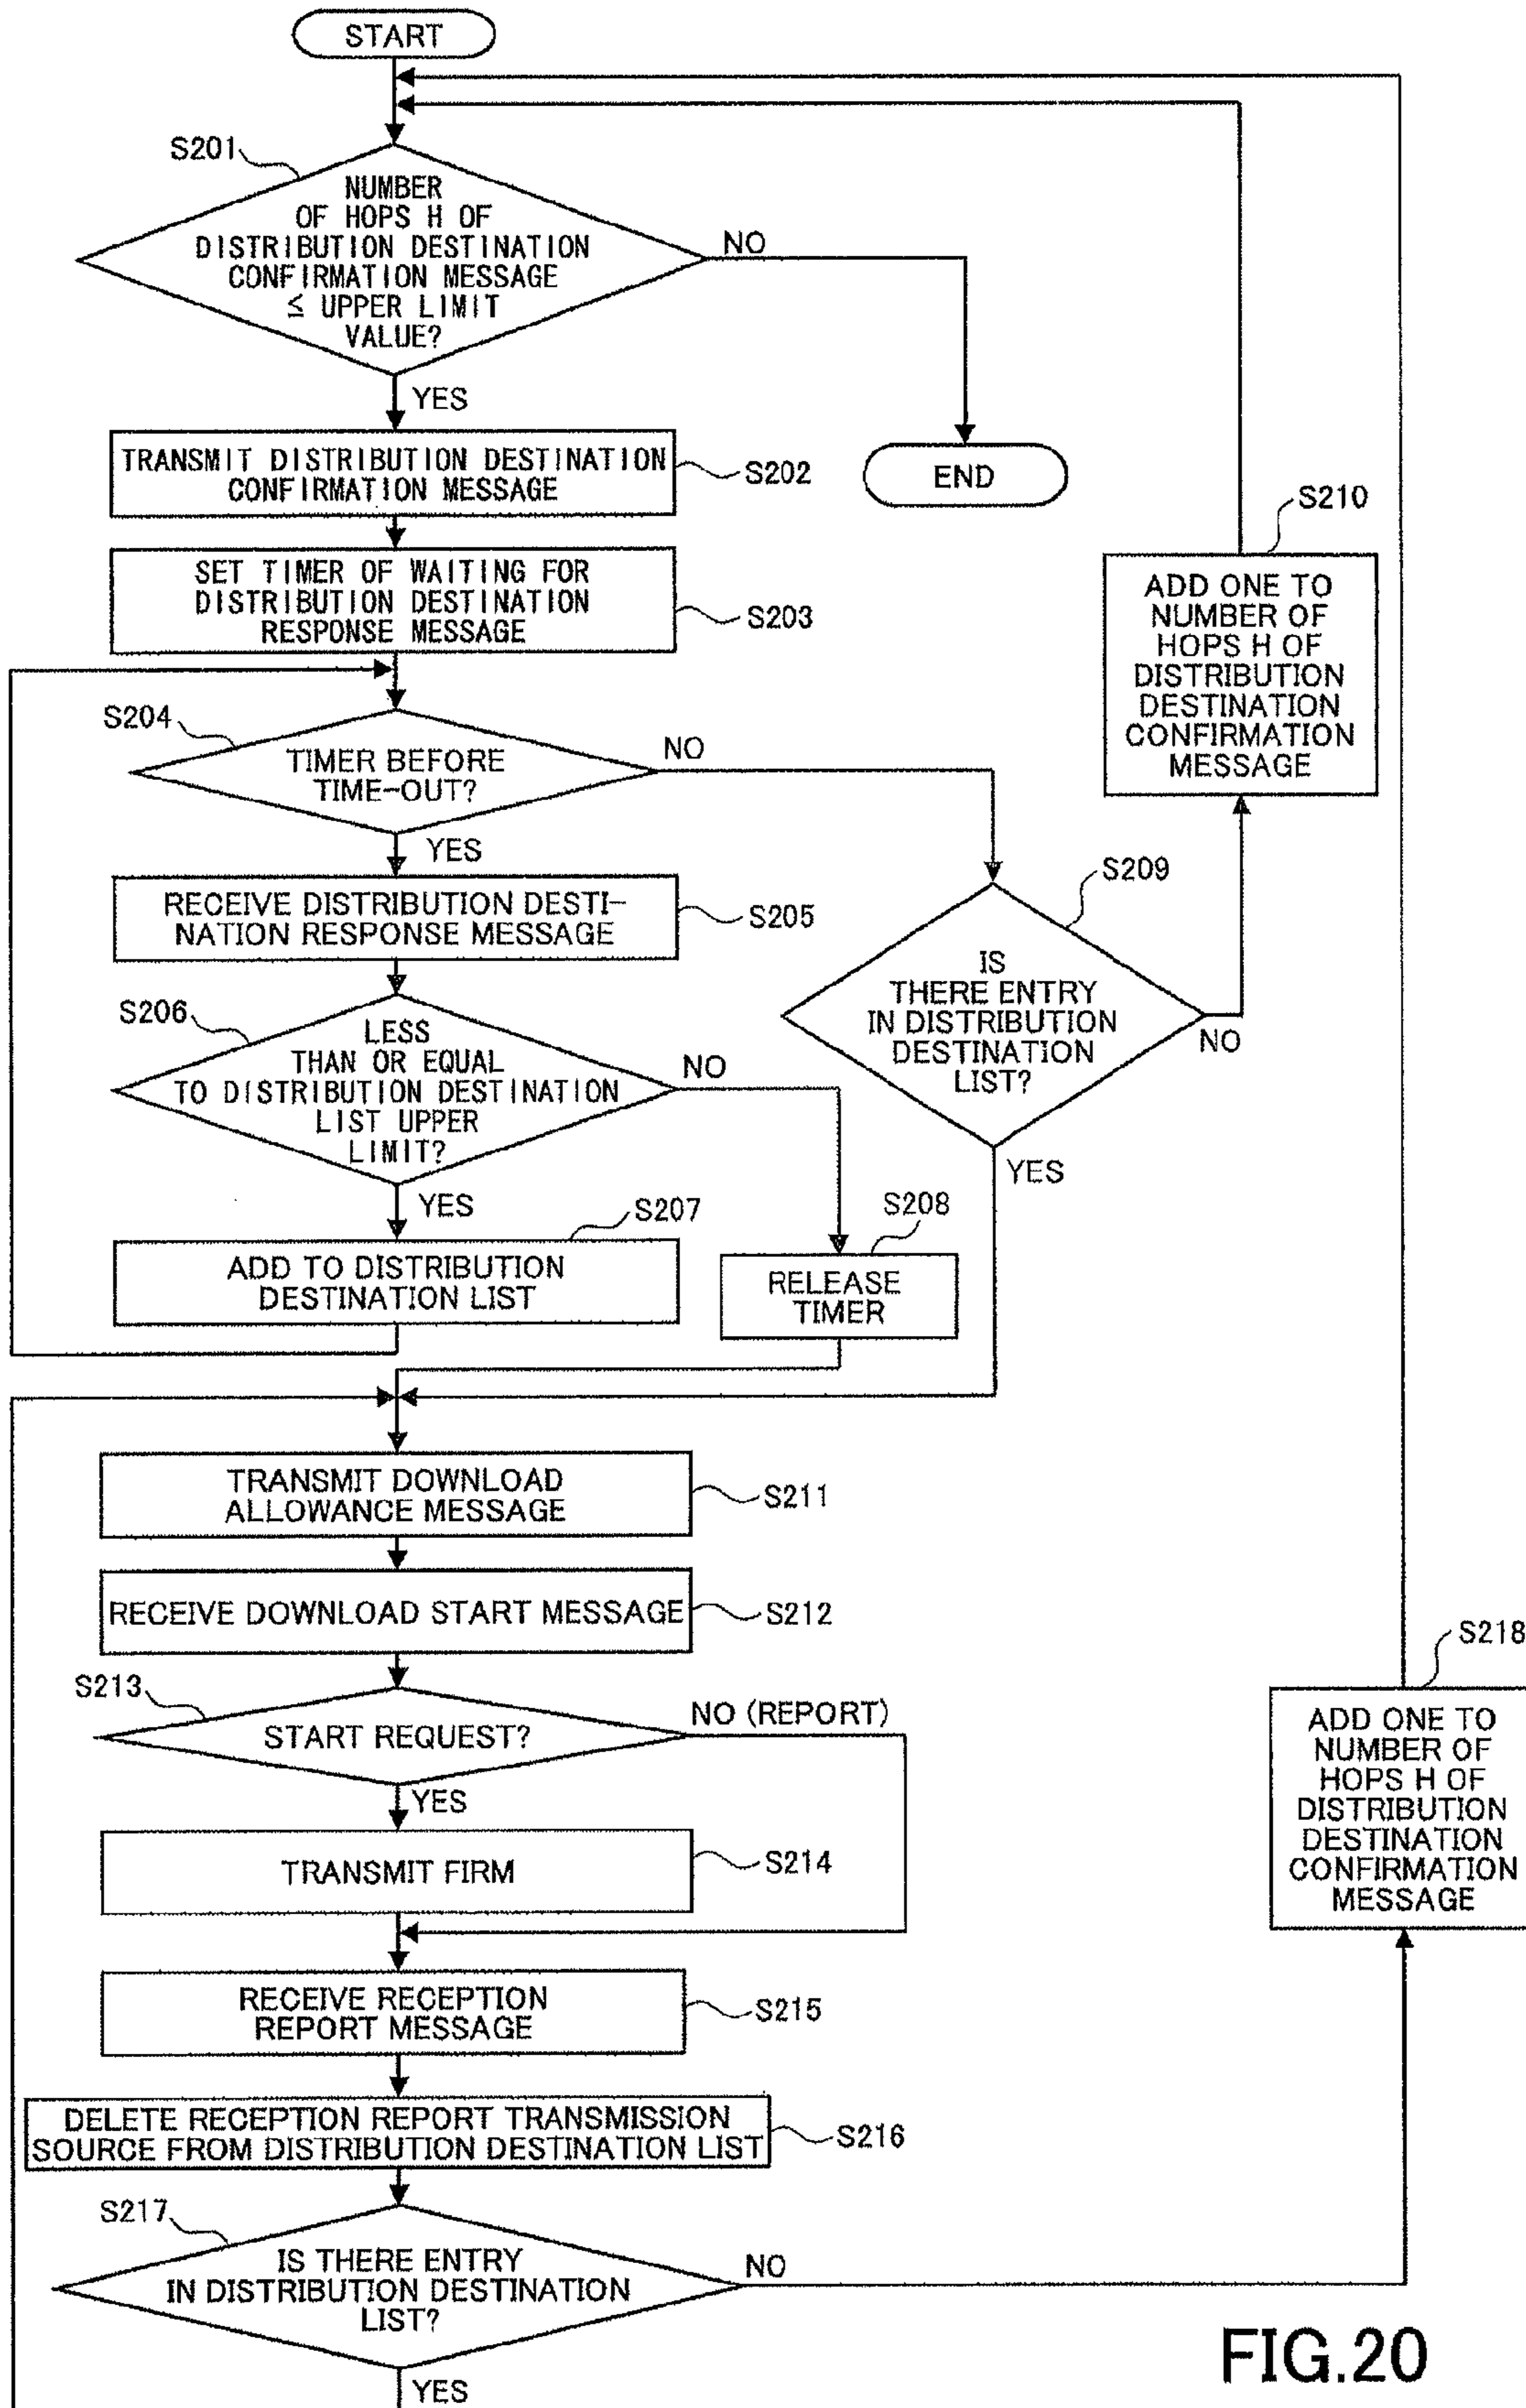 START
S201
NUMBER
OF HOPS H OF
DISTRIBUTION DESTINATION
CONFIRMATION MESSAGE
≦ UPPER LIMIT
VALUE?
NO
YES
TRANSMIT DISTRIBUTION DESTINATION
CONFIRMATION MESSAGE
S202
END
SET TIMER OF WAITING FOR
DISTRIBUTION DESTINATION
RESPONSE MESSAGE
S203
S210
ADD ONE TO
NUMBER OF
HOPS H OF
DISTRIBUTION
DESTINATION
CONFIRMATION
MESSAGE
S204
TIMER BEFORE
TIME-OUT?
NO
YES
RECEIVE DISTRIBUTION DESTI-
NATION RESPONSE MESSAGE
S205
S209
IS
THERE ENTRY
IN DISTRIBUTION
DESTINATION
LIST?
NO
YES
S206
LESS
THAN OR EQUAL
TO DISTRIBUTION DESTINATION
LIST UPPER
LIMIT?
NO
YES
S207
ADD TO DISTRIBUTION
DESTINATION LIST
S208
RELEASE
TIMER
TRANSMIT DOWNLOAD
ALLOWANCE MESSAGE
S211
RECEIVE DOWNLOAD START MESSAGE
S212
S213
START REQUEST?
NO (REPORT)
YES
TRANSMIT FIRM
S214
S218
ADD ONE TO
NUMBER OF
HOPS H OF
DISTRIBUTION
DESTINATION
CONFIRMATION
MESSAGE
RECEIVE RECEPTION
REPORT MESSAGE
S215
DELETE RECEPTION REPORT TRANSMISSION
SOURCE FROM DISTRIBUTION DESTINATION LIST
S216
S217
IS THERE ENTRY
IN DISTRIBUTION DESTINATION
LIST?
NO
YES
FIG.20